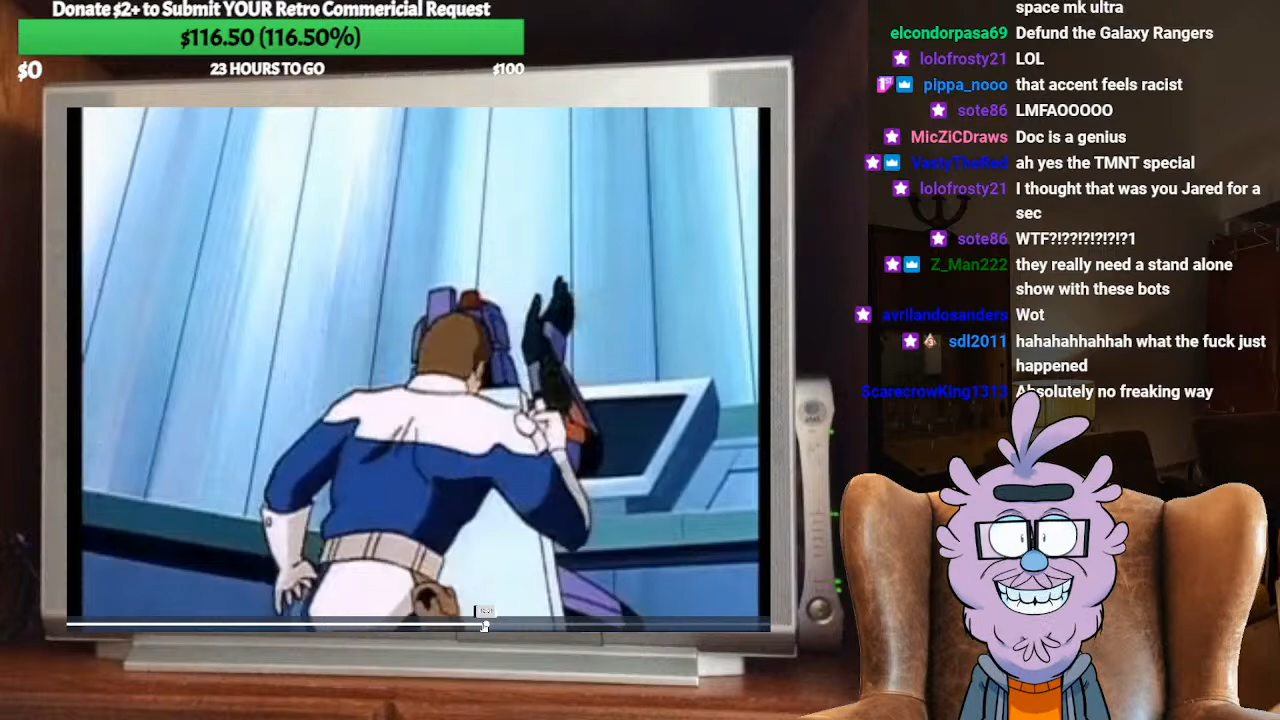 Donate $2+ to Submit YOUR Retro Commericial Request
$116.50 (116.50%)
$0
23 HOURS TO GO
$100
space mk ultra
elcondorpasa69 Defund the Galaxy Rangers
lolofrosty21 LOL
pippa_nooo that accent feels racist
sote86 LMFAOOOOO
MicZiCDraws Doc is a genius
VastyTheRed ah yes the TMNT special
lolofrosty21 I thought that was you Jared for a
sec
sote86 WTF?!??!?!?!?!?1
Z_Man222 they really need a stand alone
show with these bots
avrilandosanders Wot
sdl2011 hahahahhahhah what the fuck just
happened
ScarecrowKing1313 Absolutely no freaking way